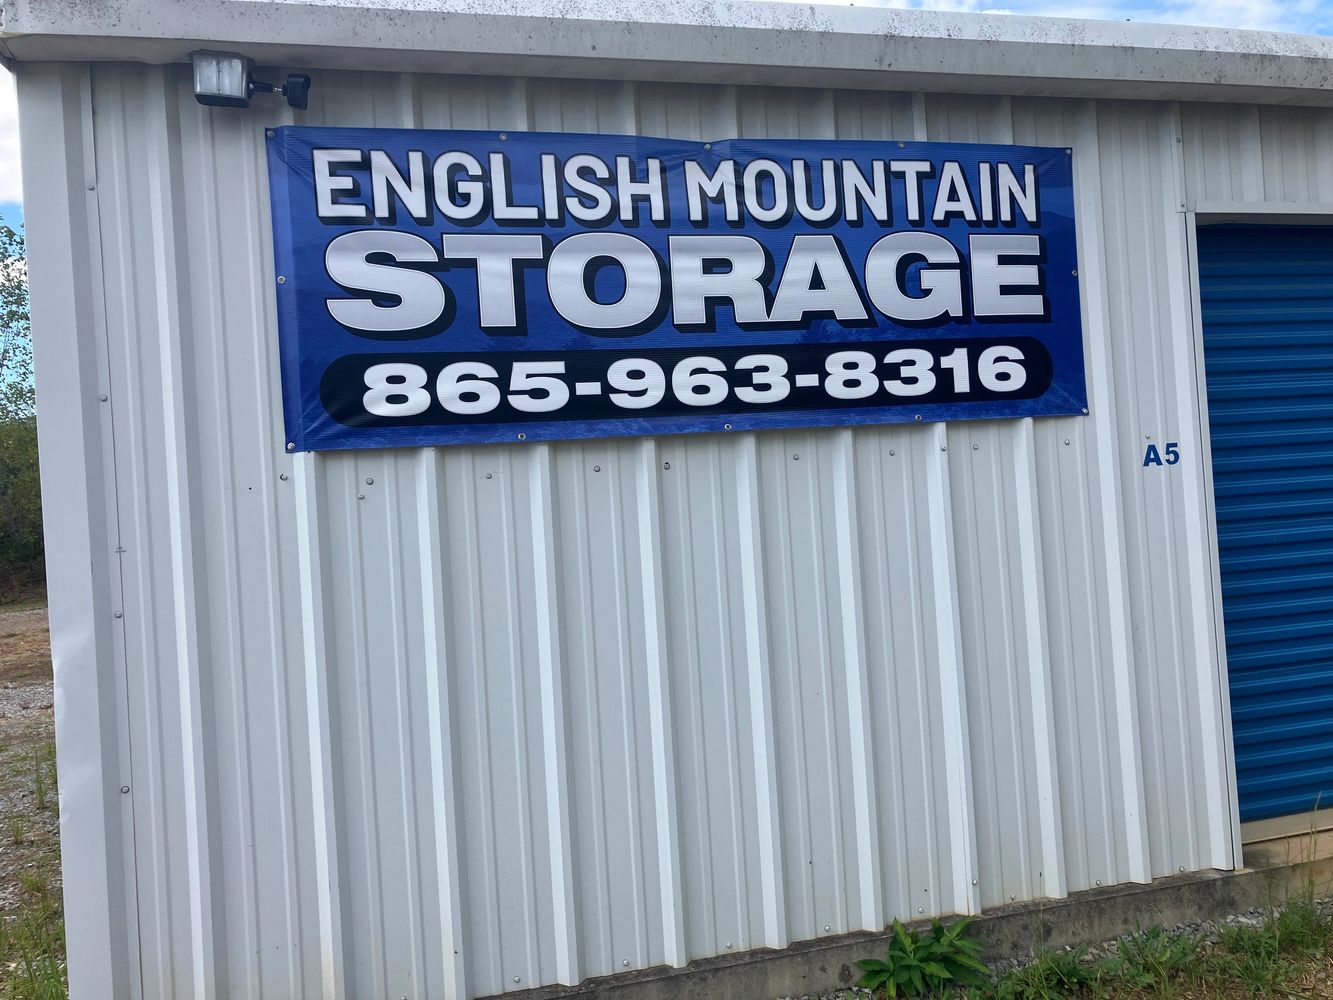 ENGLISH MOUNTAIN
STORAGE
865-963-8316
A5